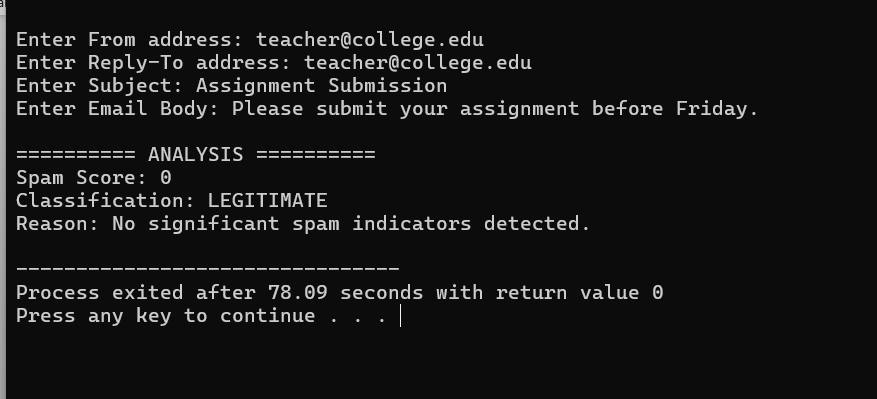 Enter From address: teacher@college.edu
Enter Reply-To address: teacher@college.edu
Enter Subject: Assignment Submission
Enter Email Body: Please submit your assignment before Friday.
========== ANALYSIS ==========
Spam Score: 0
Classification: LEGITIMATE
Reason: No significant spam indicators detected.
--------------------------------
Process exited after 78.09 seconds with return value 0
Press any key to continue . . .